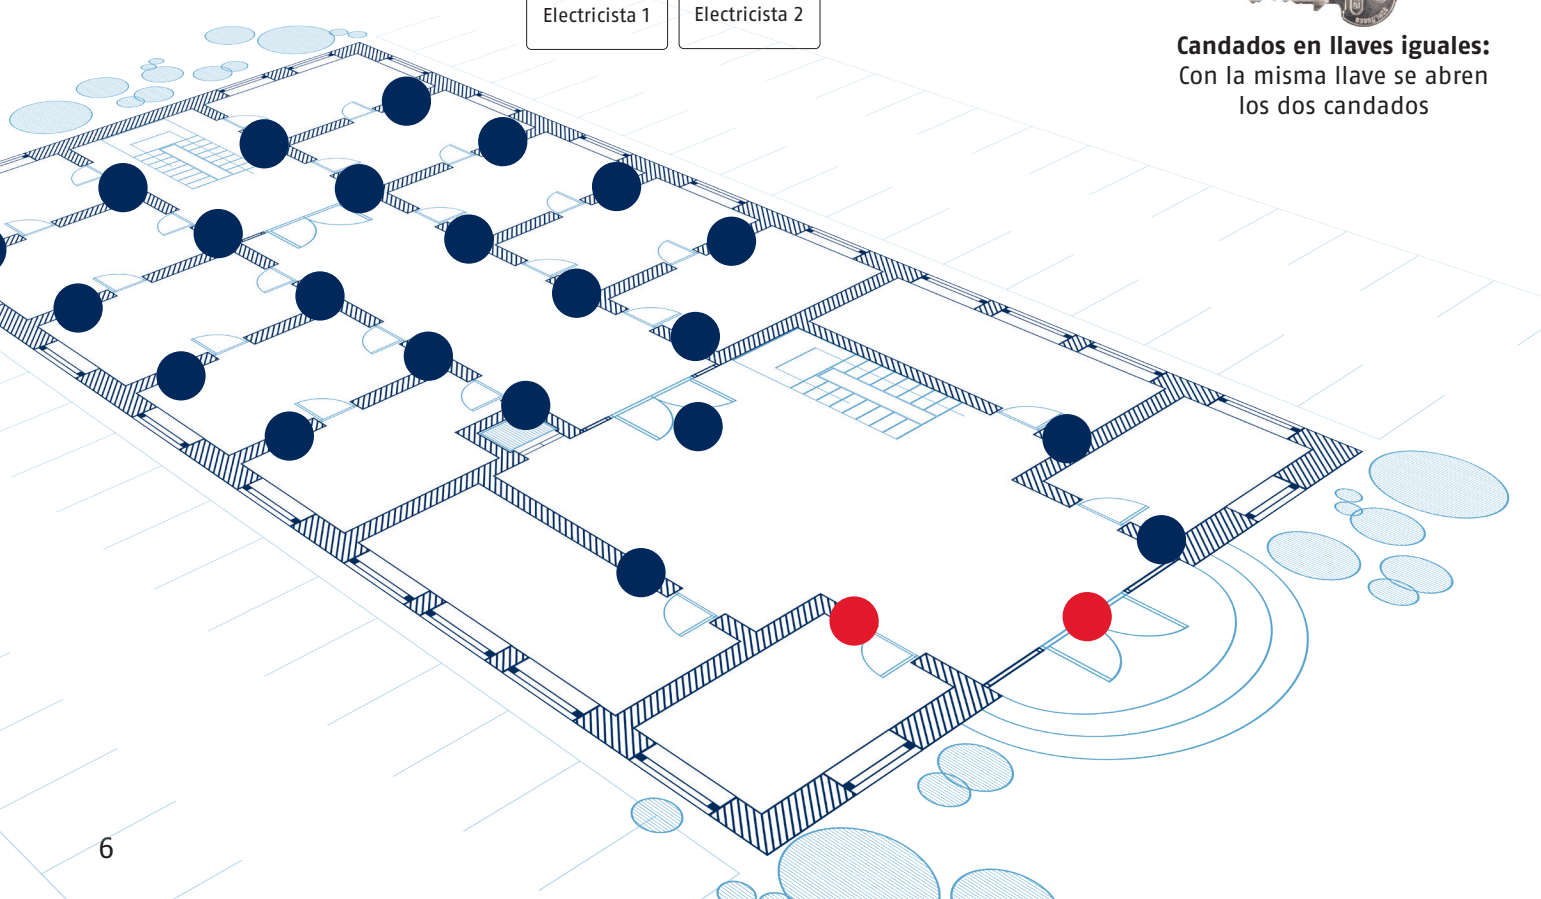 Electricista 1
Electricista 2
Candados en llaves iguales:
Con la misma llave se abren
los dos candados
6